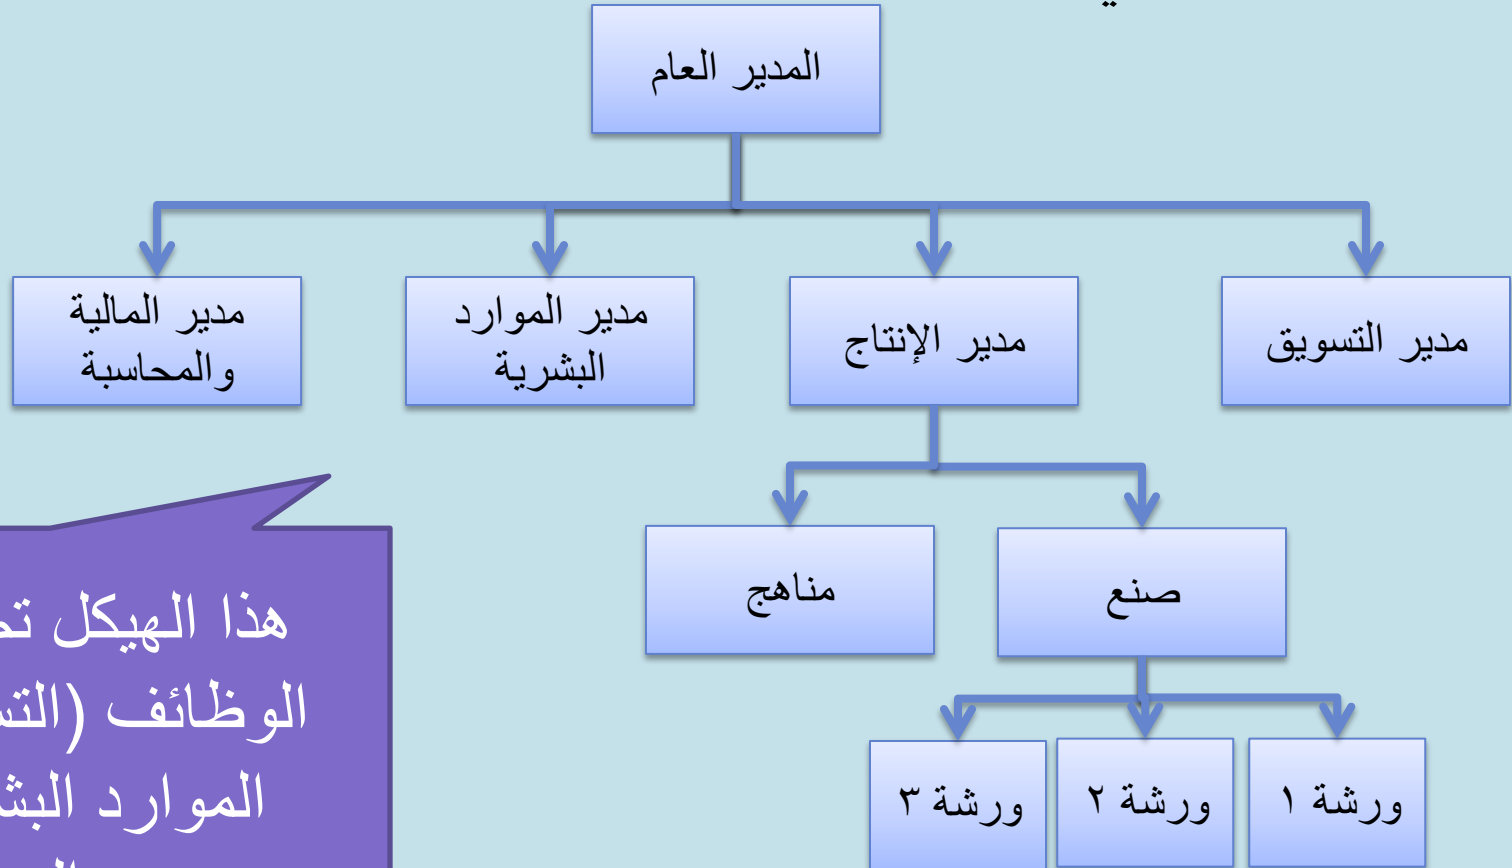 المدير العام
مدير التسويق
مدير الإنتاج
مدير الموارد
البشرية
مدير المالية
والمحاسبة
صنع
مناهج
ورشة ١
ورشة ٢
ورشة ٣
هذا الهيكل
الوظائف
الموارد